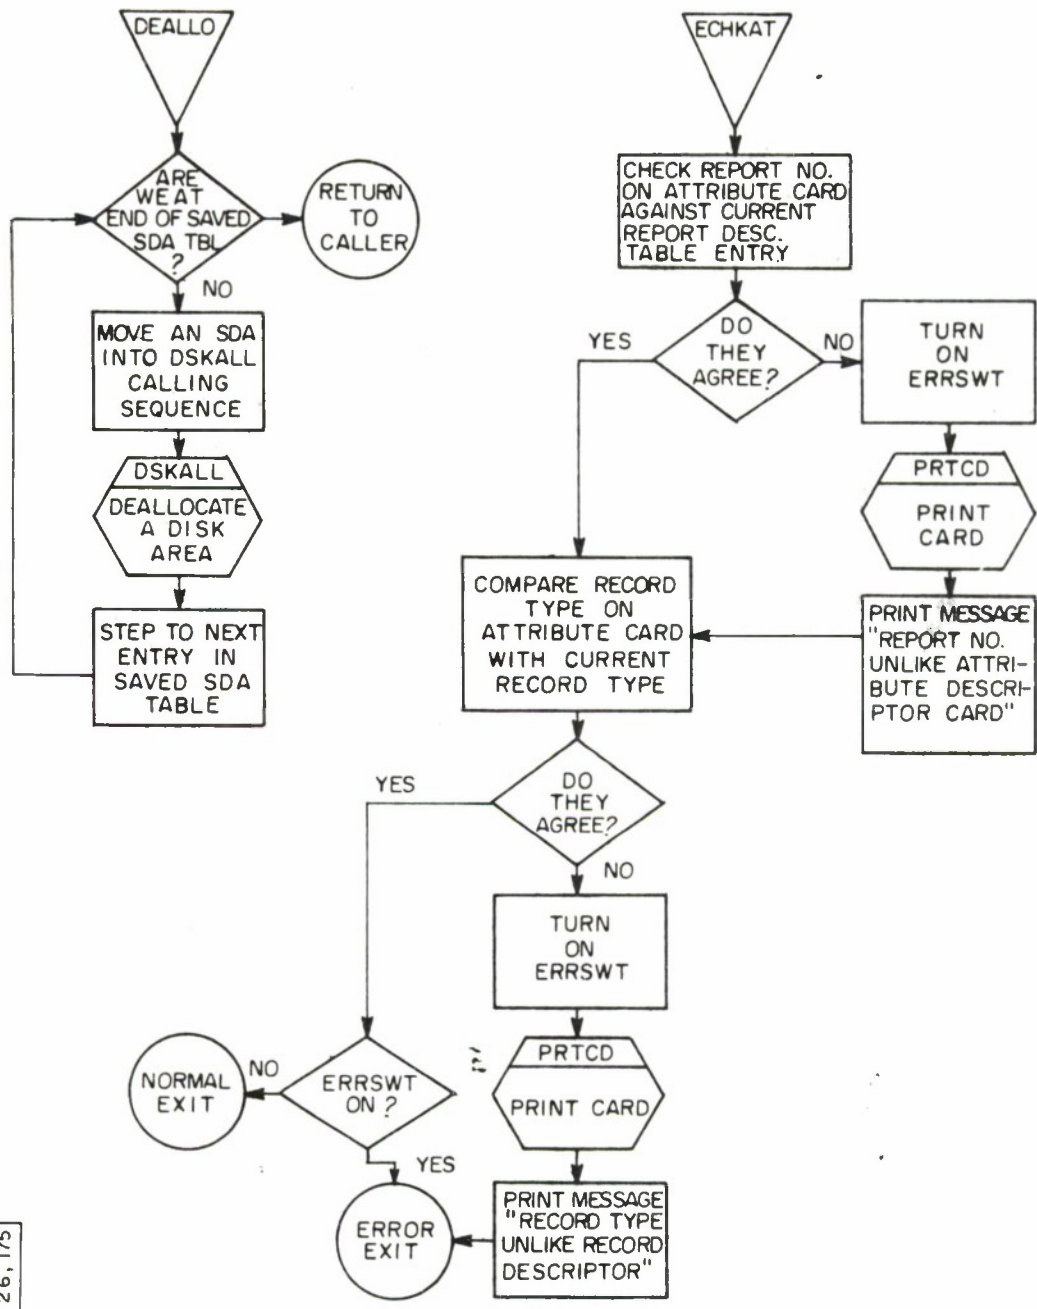 DEALLO
ARE
WE AT
END OF SAVED
SDA TBL
?
RETURN
TO
CALLER
NO
MOVE AN SDA
INTO DSKALL
CALLING
SEQUENCE
DSKALL
DEALLOCATE
A DISK
AREA
STEP TO NEXT
ENTRY IN
SAVED SDA
TABLE
ECHKAT
CHECK REPORT NO.
ON ATTRIBUTE CARD
AGAINST CURRENT
REPORT DESC.
TABLE ENTRY
DO
THEY
AGREE?
YES
NO
TURN
ON
ERRSWT
PRTCD
PRINT
CARD
PRINT MESSAGE
"REPORT NO.
UNLIKE ATTRI-
BUTE DESCRI-
PTOR CARD"
COMPARE RECORD
TYPE ON
ATTRIBUTE CARD
WITH CURRENT
RECORD TYPE
DO
THEY
AGREE?
YES
NO
TURN
ON
ERRSWT
PRTCD
PRINT CARD
PRINT MESSAGE
"RECORD TYPE
UNLIKE RECORD
DESCRIPTOR"
ERRSWT
ON?
NO
NORMAL
EXIT
YES
ERROR
EXIT
26,175